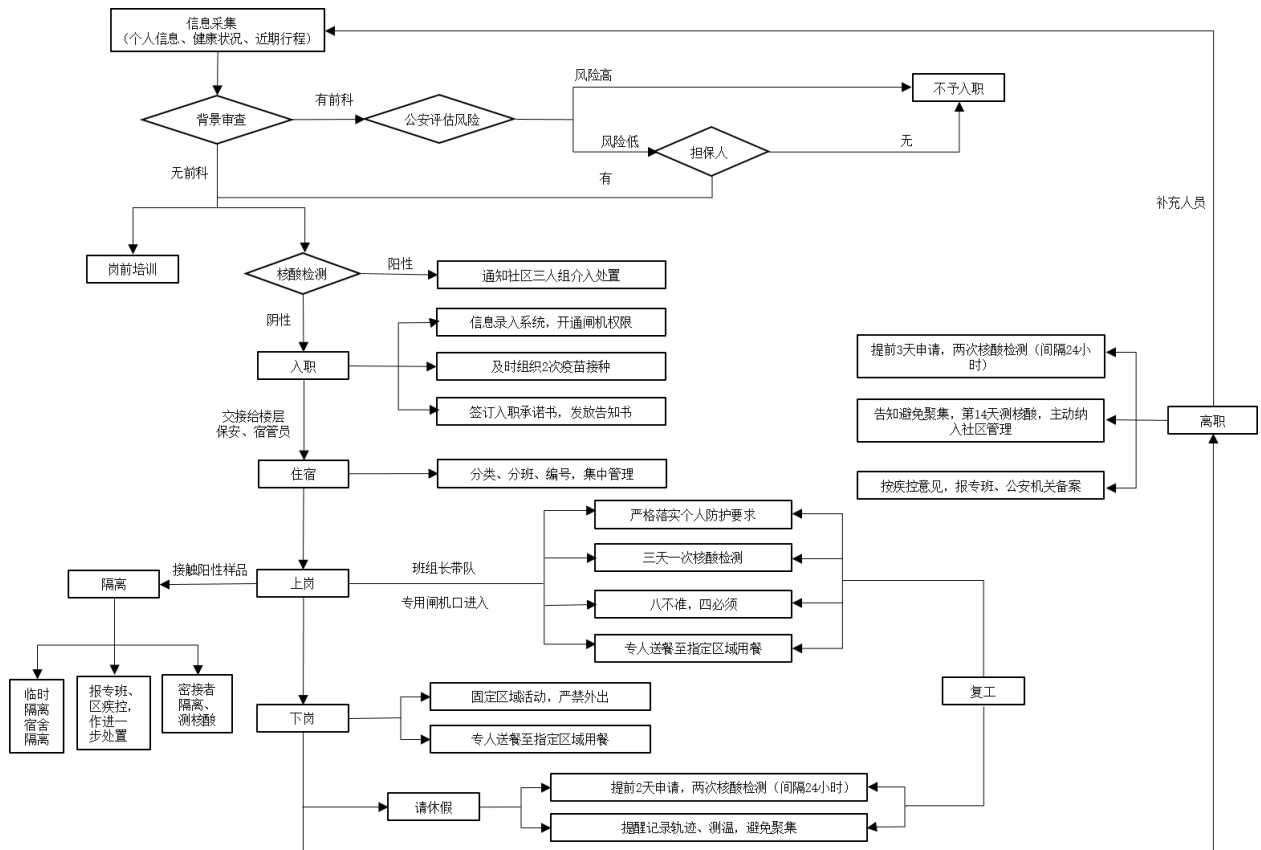 信息采集
（个人信息、健康状况、近期行程）
风险高
不予入职
有前科
背景审查
公安评估风险
风险低
担保人
无
无前科
有
补充人员
岗前培训
核酸检测
阳性
通知社区三人组介入处置
阴性
信息录入系统，开通闸机权限
入职
及时组织2次疫苗接种
签订入职承诺书，发放告知书
提前3天申请，两次核酸检测（间隔24小
时）
告知避免聚集，第14天测核酸，主动纳
入社区管理
离职
按疾控意见，报专班、公安机关备案
交接给楼层
保安、宿管员
住宿
分类、分班、编号，集中管理
严格落实个人防护要求
三天一次核酸检测
八不准，四必须
专人送餐至指定区域用餐
隔离
接触阳性样品
上岗
班组长带队
专用闸机口进入
临时
隔离
宿舍
隔离
报专班、
区疾控，
作进一
步处置
密接者
隔离、
测核酸
下岗
固定区域活动，严禁外出
专人送餐至指定区域用餐
复工
请休假
提前2天申请，两次核酸检测（间隔24小时）
提醒记录轨迹、测温，避免聚集